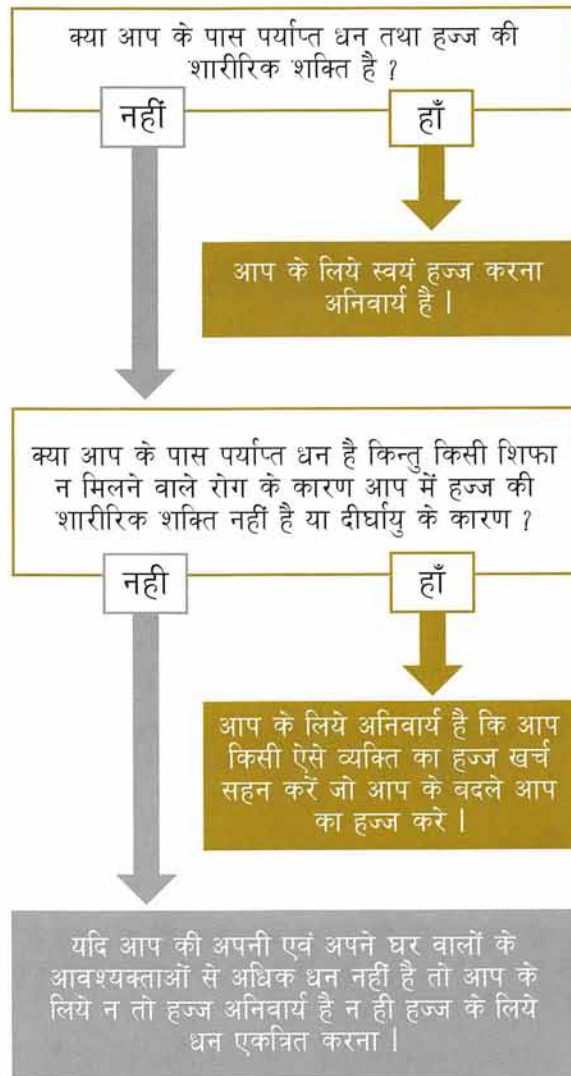 क्या आप के पास पर्याप्त धन तथा हज्ज की
शारीरिक शक्ति है ?
नहीं
हाँ
आप के लिये स्वयं हज्ज करना
अनिवार्य है |
क्या आप के पास पर्याप्त धन है किन्तु किसी शिफा
न मिलने वाले रोग के कारण आप में हज्ज की
शारीरिक शक्ति नहीं है या दीर्घायु के कारण ?
नही
हाँ
आप के लिये अनिवार्य है कि आप
किसी ऐसे व्यक्ति का हज्ज खर्च
सहन करें जो आप के बदले आप
का हज्ज करे |
यदि आप की अपनी एवं अपने घर वालों के
आवश्यक्ताओं से अधिक धन नहीं है तो आप के
लिये न तो हज्ज अनिवार्य है न ही हज्ज के लिये
धन एकत्रित करना |